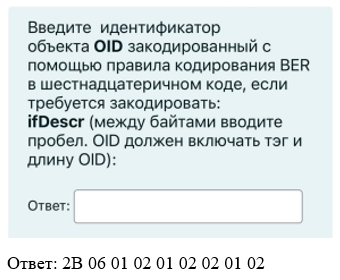 Введите идентификатор
объекта OID закодированный с
помощью правила кодирования BER
в шестнадцатеричном коде, если
требуется закодировать:
ifDescr (между байтами вводите
пробел. OID должен включать тэг и
длину OID):
Ответ:
Ответ: 2B 06 01 02 01 02 02 01 02